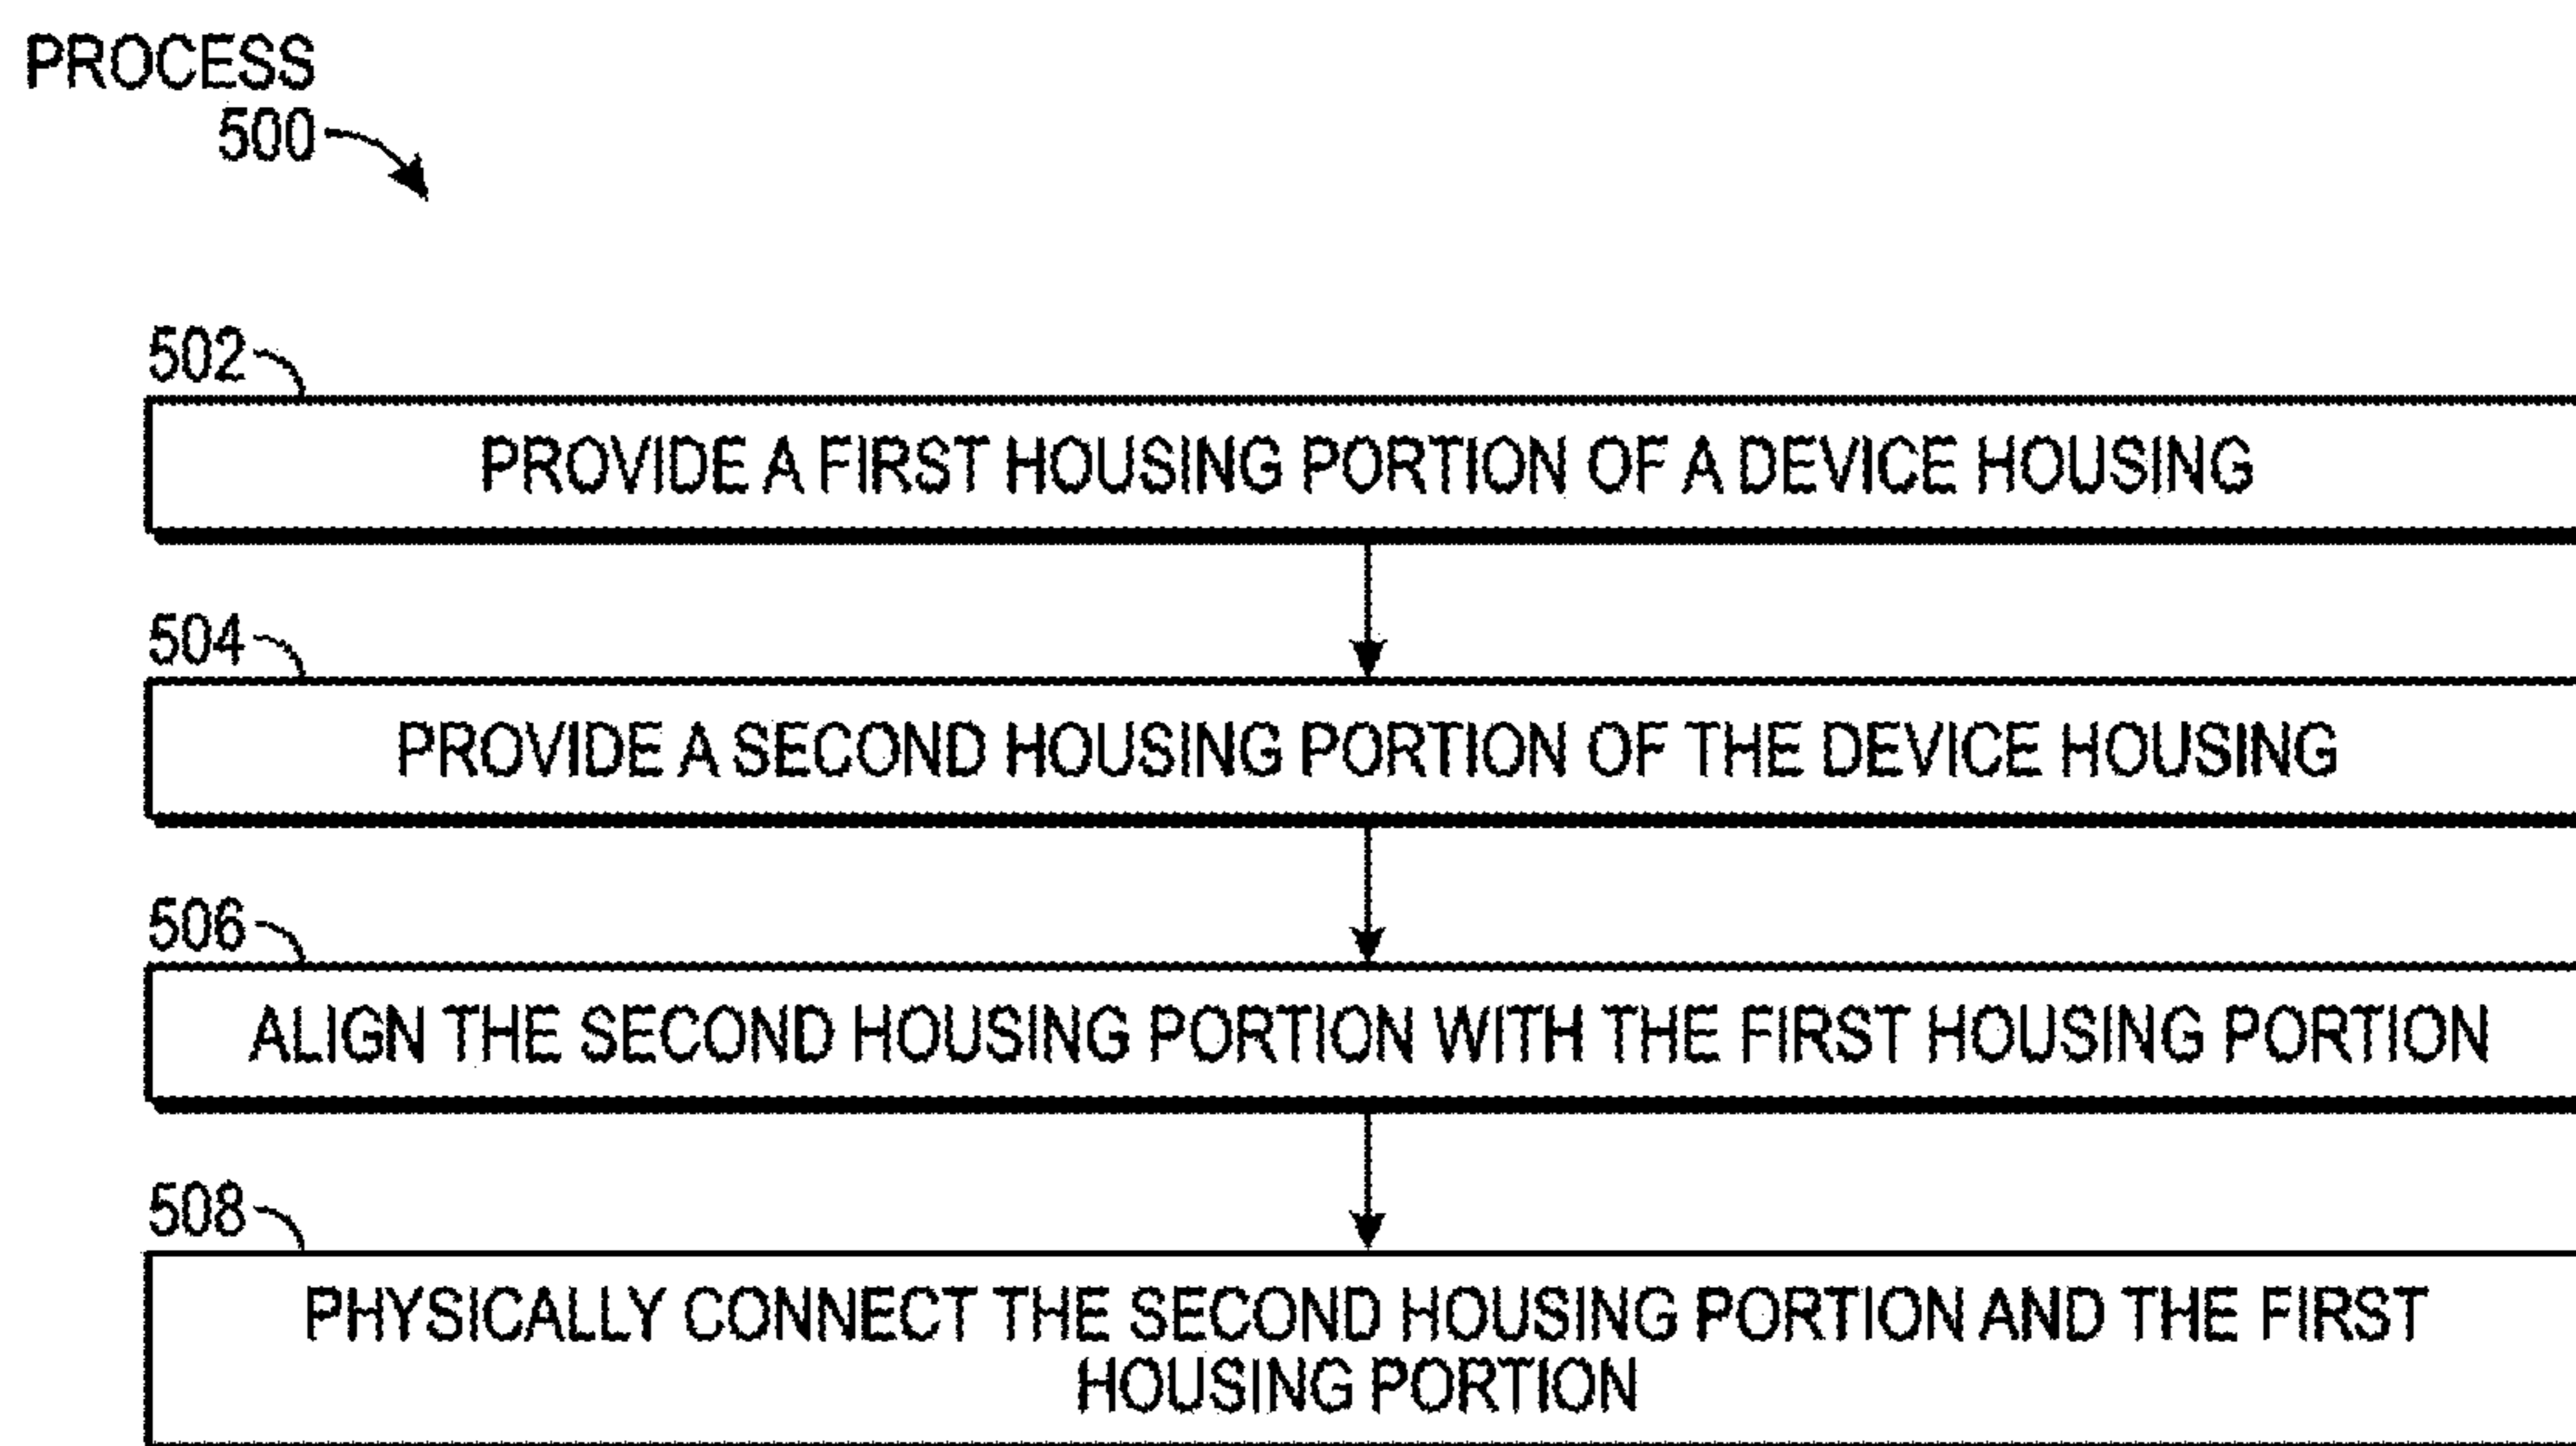 PROCESS
500
502
PROVIDE A FIRST HOUSING PORTION OF A DEVICE HOUSING
504
PROVIDE A SECOND HOUSING PORTION OF THE DEVICE HOUSING
506
ALIGN THE SECOND HOUSING PORTION WITH THE FIRST HOUSING PORTION
508
PHYSICALLY CONNECT THE SECOND HOUSING PORTION AND THE FIRST
HOUSING PORTION